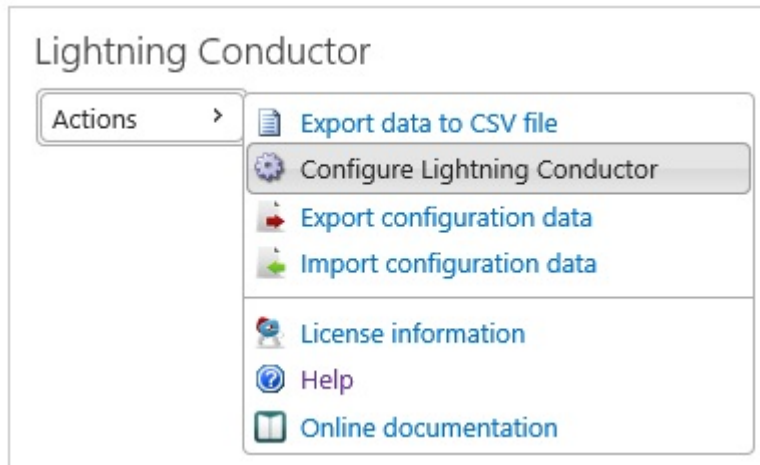 Lightning Conductor
Actions >
Export data to CSV file
Configure Lightning Conductor
Export configuration data
Import configuration data
License information
Help
Online documentation